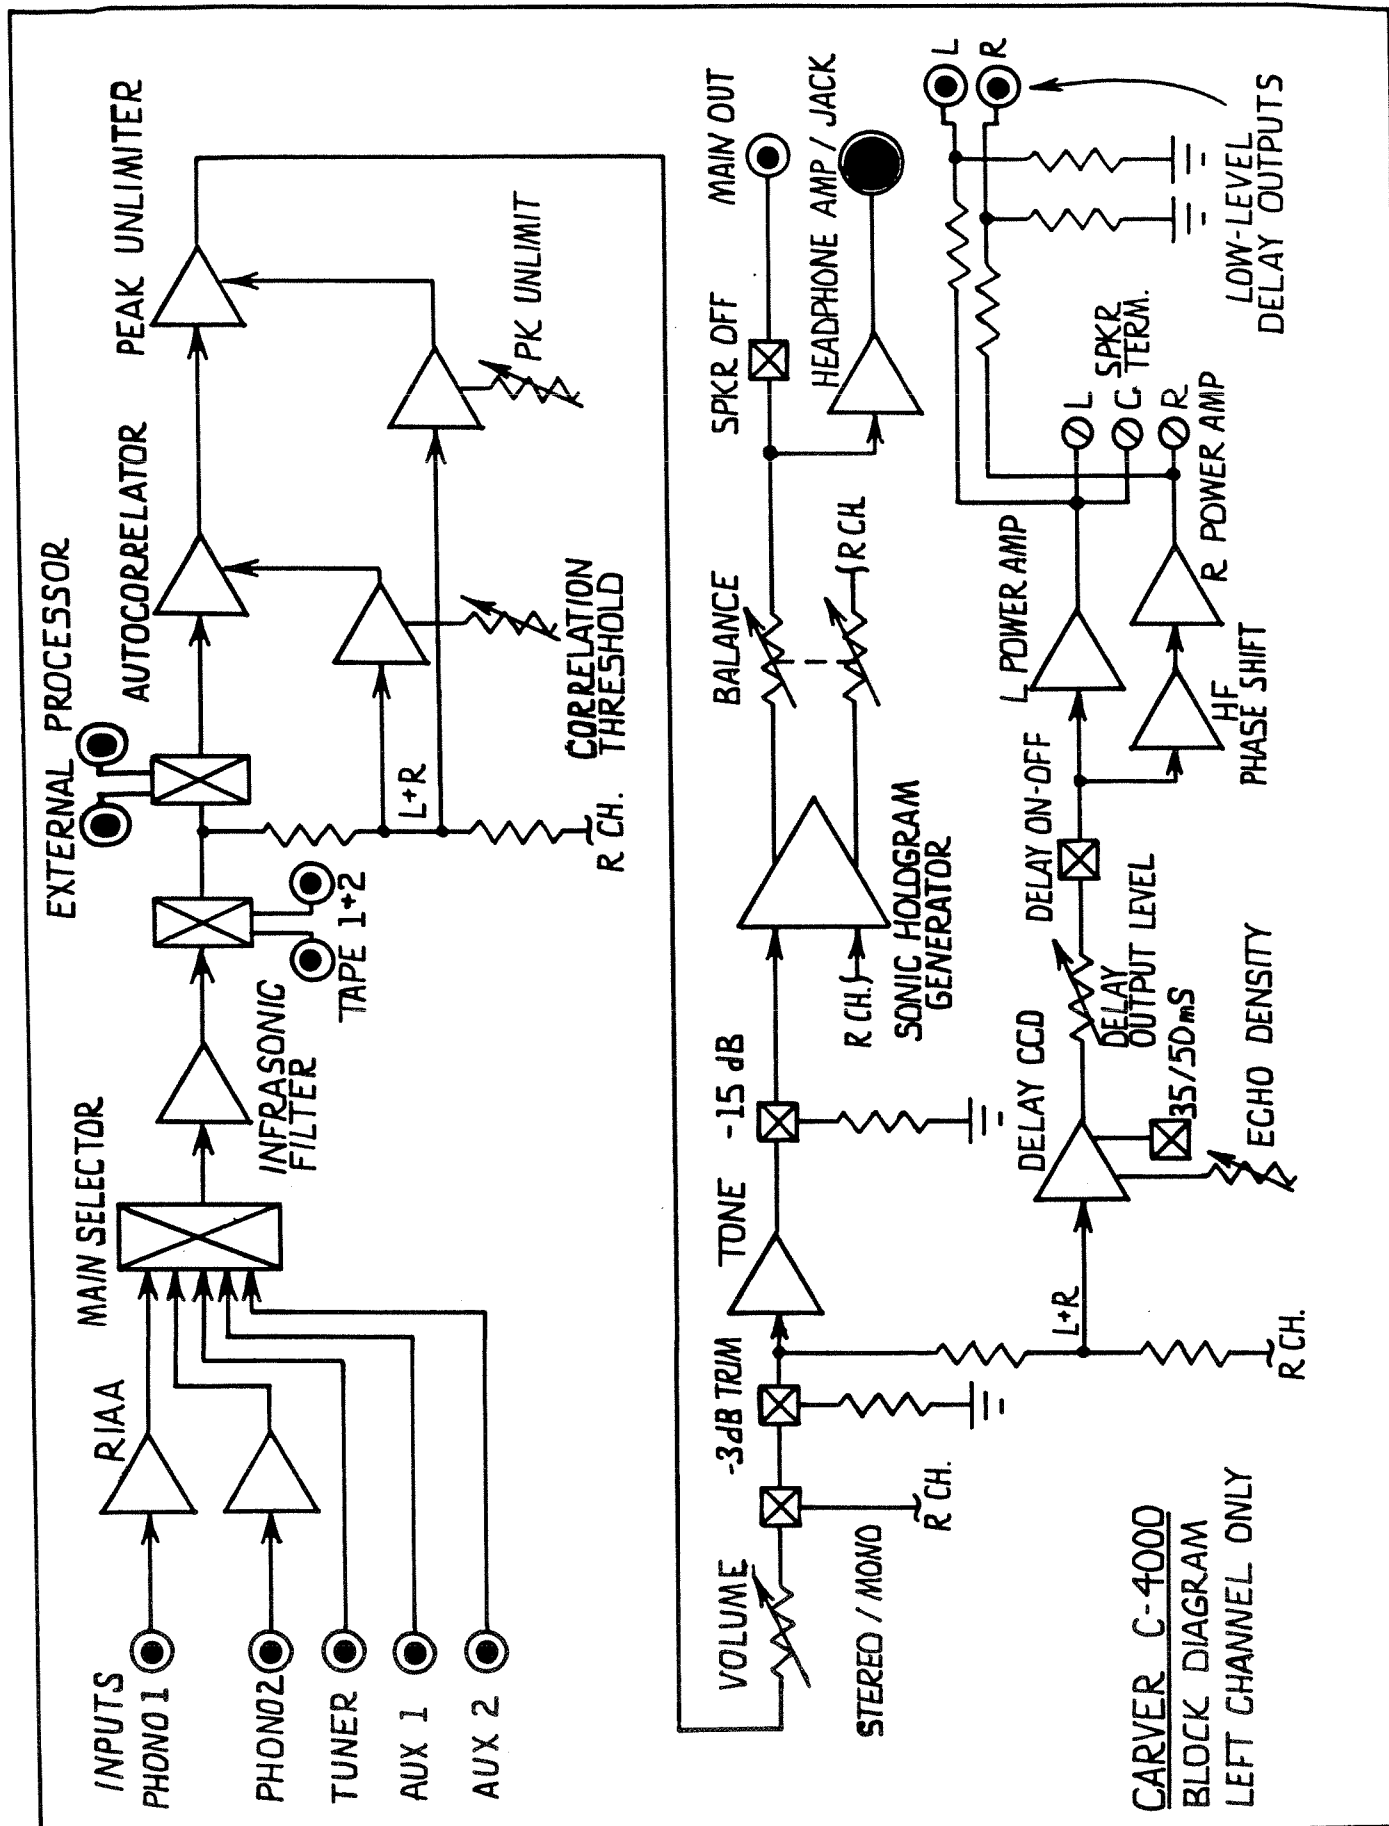 INPUTS
PHONO 1
PHONO2
TUNER
AUX 1
AUX 2
RIAA
MAIN SELECTOR
INFRASONIC
FILTER
TAPE 1+2
EXTERNAL PROCESSOR
AUTOCORRELATOR
PEAK UNLIMITER
L+R
R CH.
CORRELATION
THRESHOLD
PK UNLIMIT
VOLUME
STEREO / MONO
R CH.
-3dB TRIM
TONE
-15 dB
R CH.
SONIC HOLOGRAM
GENERATOR
BALANCE
R CH.
SPKR OFF
MAIN OUT
HEADPHONE AMP / JACK
L+R
R CH.
DELAY CCD
35/50mS
ECHO DENSITY
DELAY
OUTPUT LEVEL
DELAY ON-OFF
L POWER AMP
HF
PHASE SHIFT
R POWER AMP
L
C
R
SPKR
TERM.
L
R
LOW-LEVEL
DELAY OUTPUTS
CARVER C-4000
BLOCK DIAGRAM
LEFT CHANNEL ONLY